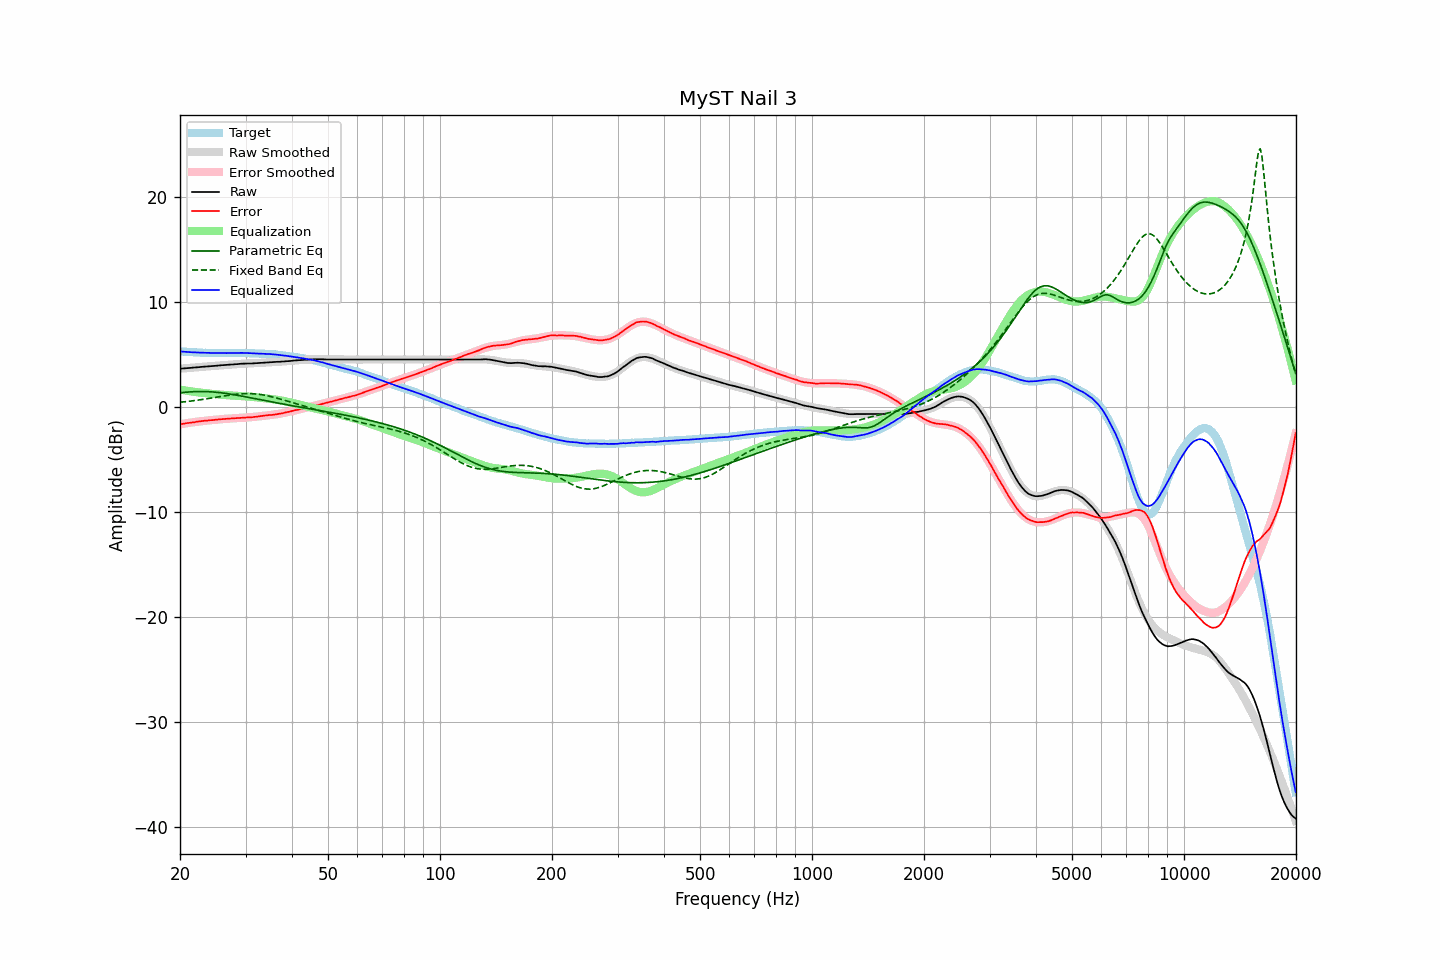 MyST Nail 3
Target
Raw Smoothed
Error Smoothed
Raw
Error
Equalization
Parametric Eq
Fixed Band Eq
Equalized
20
10
0
−10
−20
−30
−40
Amplitude (dBr)
20 50 100 200 500 1000 2000 5000 10000 20000
Frequency (Hz)